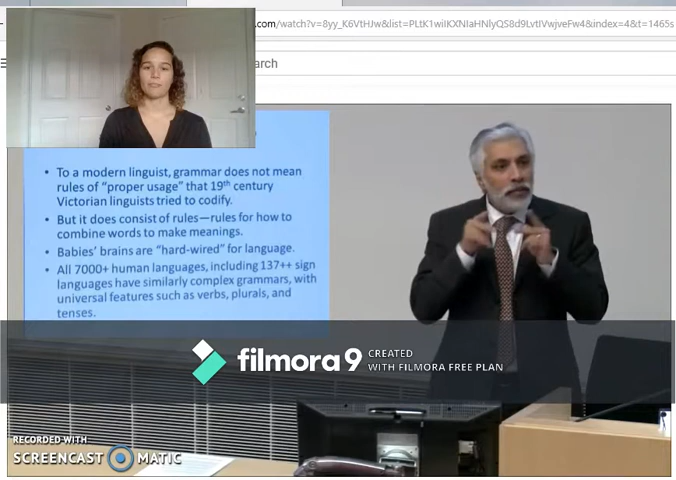 .com/watch?v=8yy_K6VtHJw&list=PLtK1wiIKXNIaHNlyQS8d9LvtIVwjveFw4&index=4&t=1465s
arch
• To a modern linguist, grammar does not mean
rules of “proper usage” that 19th century
Victorian linguists tried to codify.
• But it does consist of rules—rules for how to
combine words to make meanings.
• Babies’ brains are “hard-wired” for language.
• All 7000+ human languages, including 137++ sign
languages have similarly complex grammars, with
universal features such as verbs, plurals, and
tenses.
filmora9 CREATED
WITH FILMORA FREE PLAN
RECORDED WITH
SCREENCAST MATIC